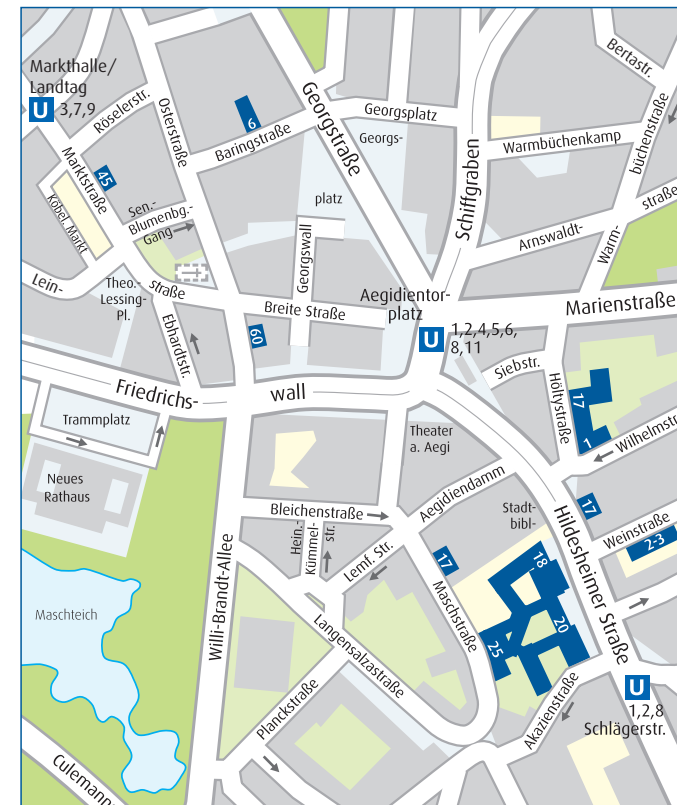 Markthalle/
Landtag
U 3,7,9
Röselerstr.
Osterstraße
6
Baringstraße
Georgstraße
Georgsplatz
Georgs-
platz
Schiffgraben
Bertastr.
büchenstraße
Warmbüchenkamp
Marktstraße
45
Köbel. Markt
Sen.-
Blumenbg.-
Gang
Georgswall
Arnswaldt-
straße
Warm-
Lein-
Theo.-
Lessing-
Pl.
straße
Breite Straße
Aegidientor-
platz
U 1,2,4,5,6,
8,11
Marienstraße
Ebhardtstr.
60
Siebstr.
Höltystraße
17
1
Wilhelmstr
Friedrichs-
wall
Trammplatz
Theater
a. Aegi
Neues
Rathaus
Aegidiendamm
Stadt-
bibl-
17
Hildesheimer Straße
Weinstraße
2-3
Bleichenstraße
Hein.-
Kümmel-
str.
Lemf. Str.
17
18
20
25
Maschstraße
Willi-Brandt-Allee
Maschteich
Langensalzastraße
Planckstraße
Akazienstraße
U
1,2,8
Schlägerstr.
Culemann